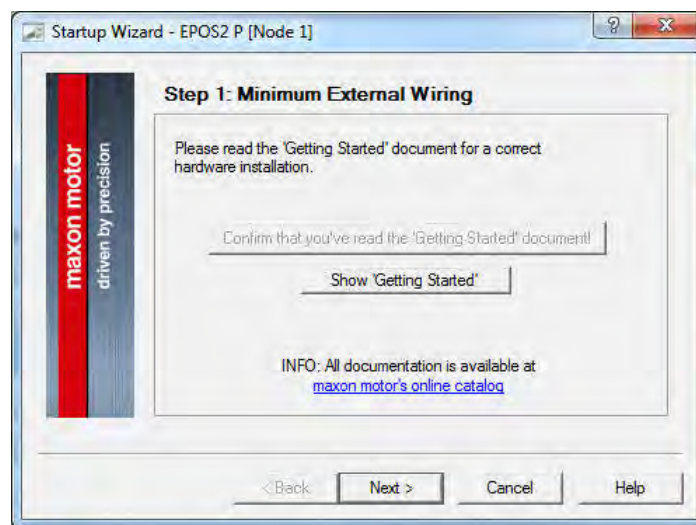 Startup Wizard - EPOS2 P [Node 1]
Step 1: Minimum External Wiring
maxon motor
driven by precision
Please read the 'Getting Started' document for a correct
hardware installation.
Confirm that you've read the 'Getting Started' document!
Show 'Getting Started'
INFO: All documentation is available at
maxon motor's online catalog
< Back
Next >
Cancel
Help